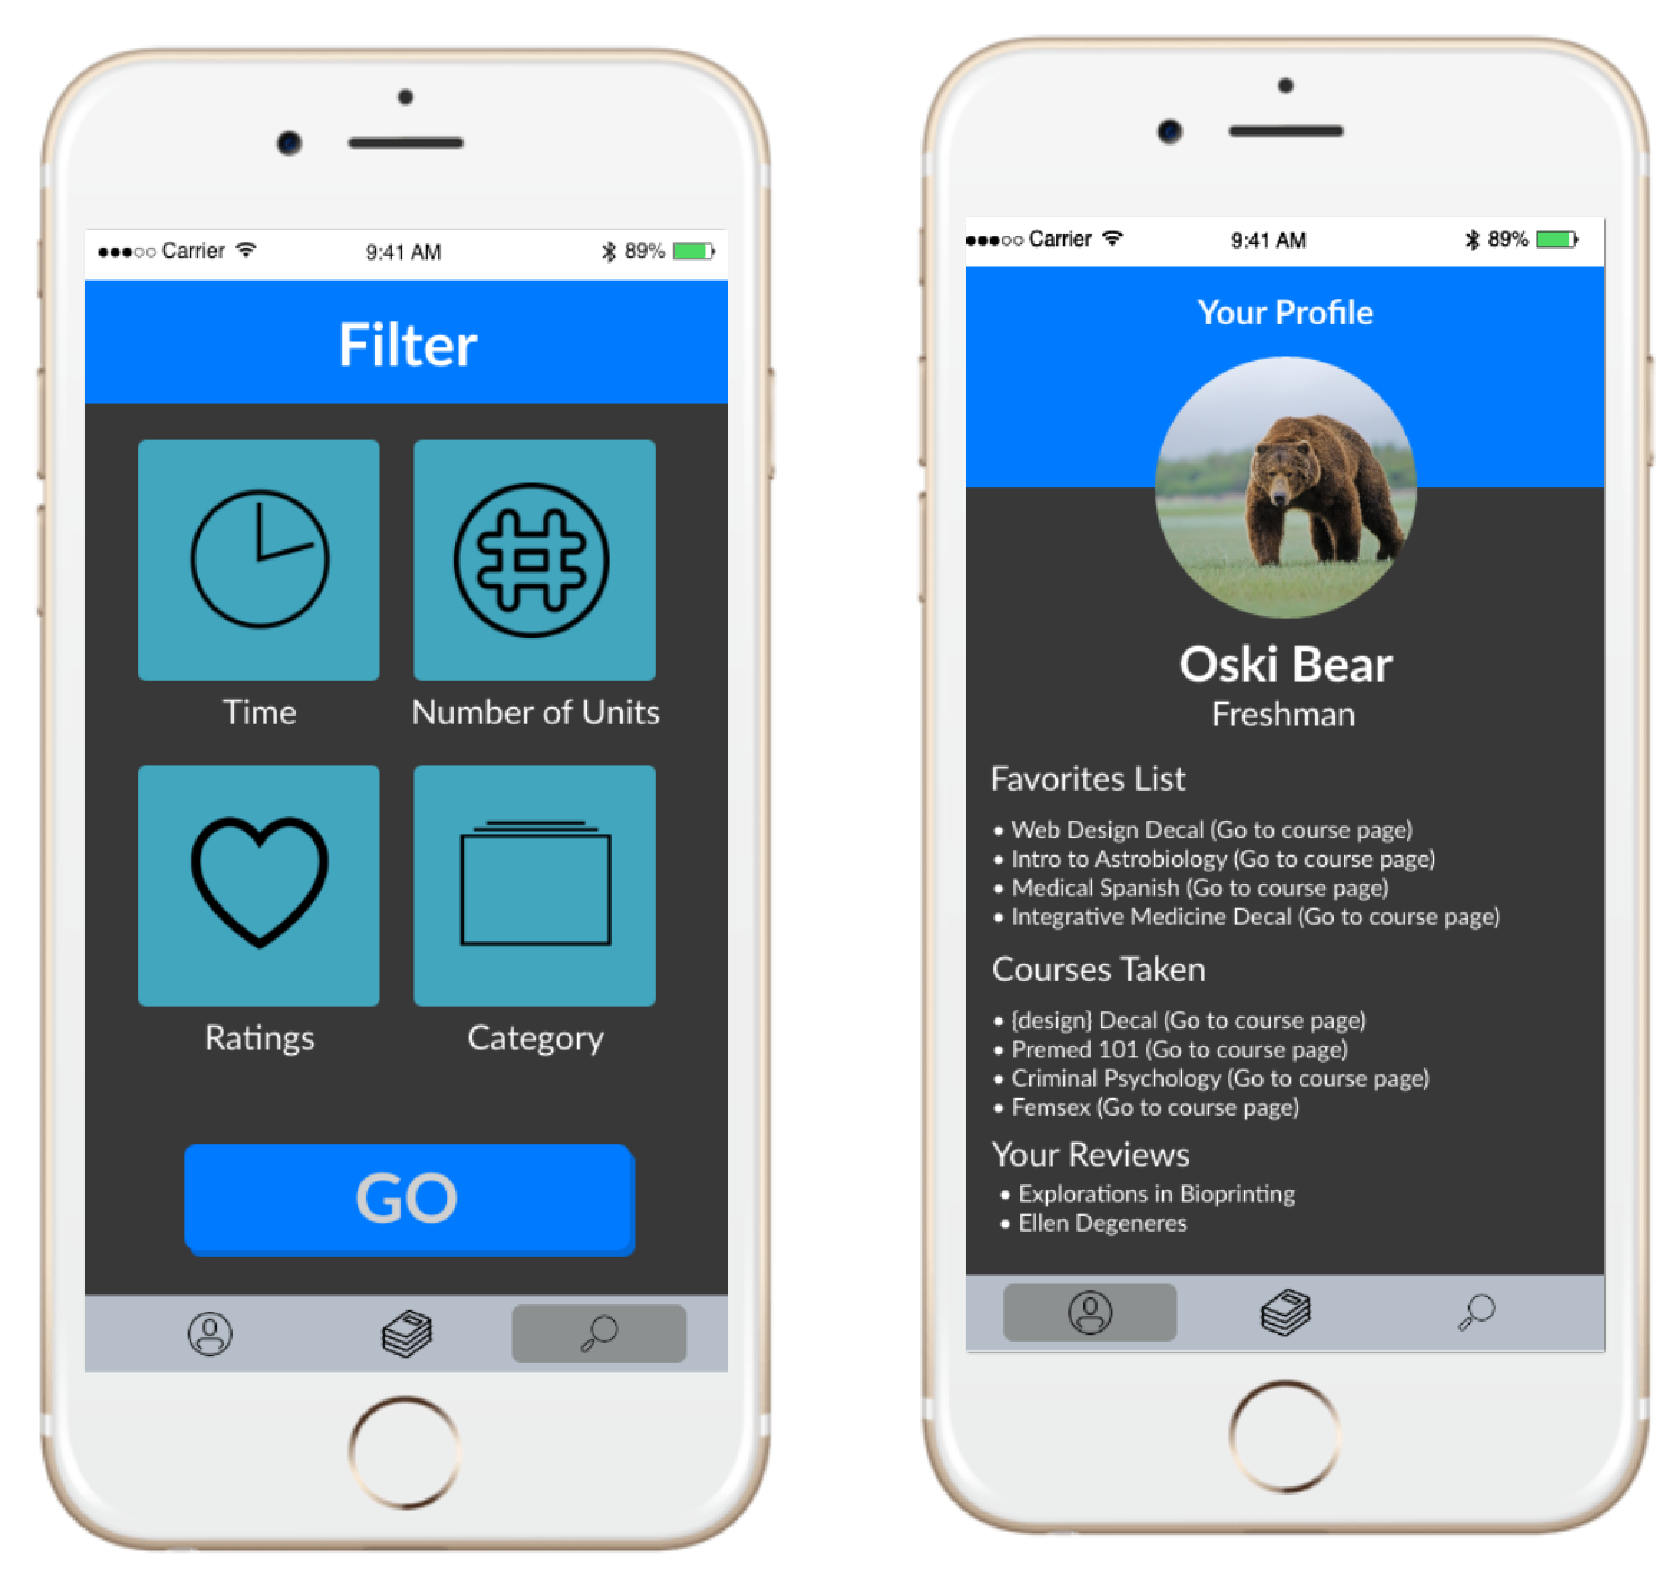 ●●●○○ Carrier 9:41 AM 89%
Filter
Time
Number of Units
Ratings
Category
GO
●●●○○ Carrier 9:41 AM 89%
Your Profile
Oski Bear
Freshman
Favorites List
• Web Design Decal (Go to course page)
• Intro to Astrobiology (Go to course page)
• Medical Spanish (Go to course page)
• Integrative Medicine Decal (Go to course page)
Courses Taken
• {design} Decal (Go to course page)
• Premed 101 (Go to course page)
• Criminal Psychology (Go to course page)
• Femsex (Go to course page)
Your Reviews
• Explorations in Bioprinting
• Ellen Degeneres